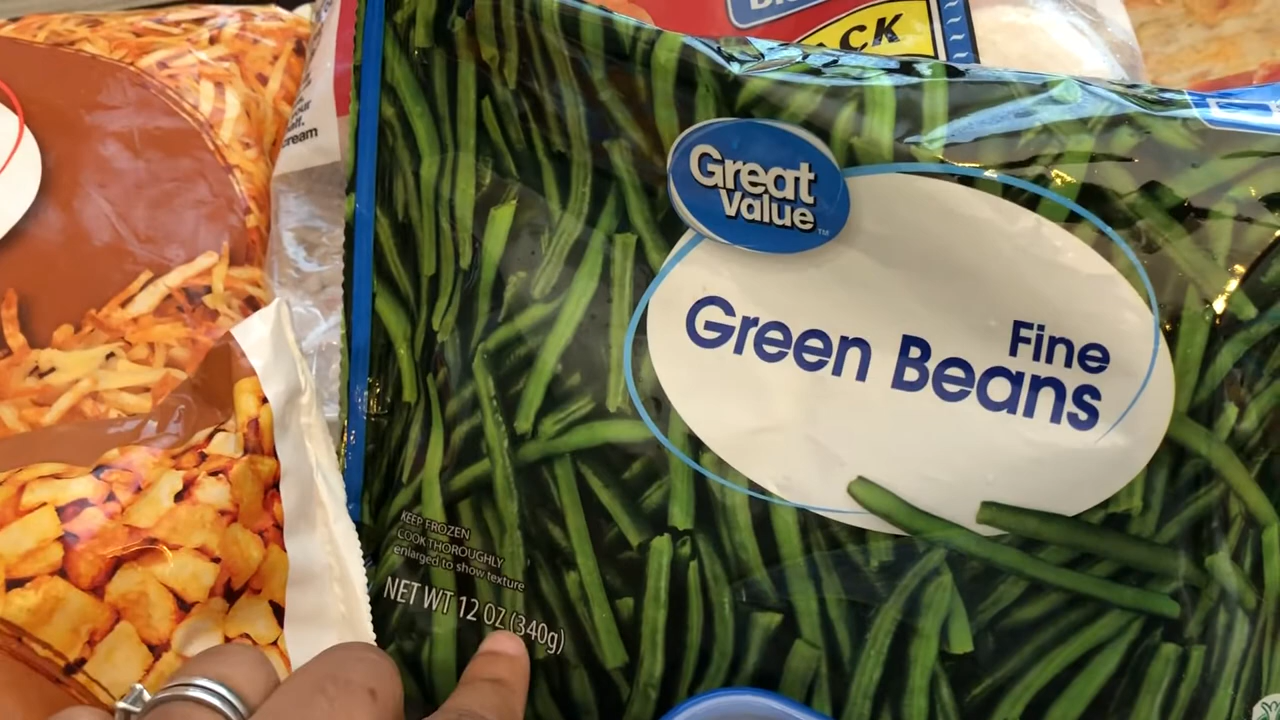 ACK
cream
Great
Value™
Fine
Green Beans
KEEP FROZEN
COOK THOROUGHLY
enlarged to show texture
NET WT 12 OZ (340g)